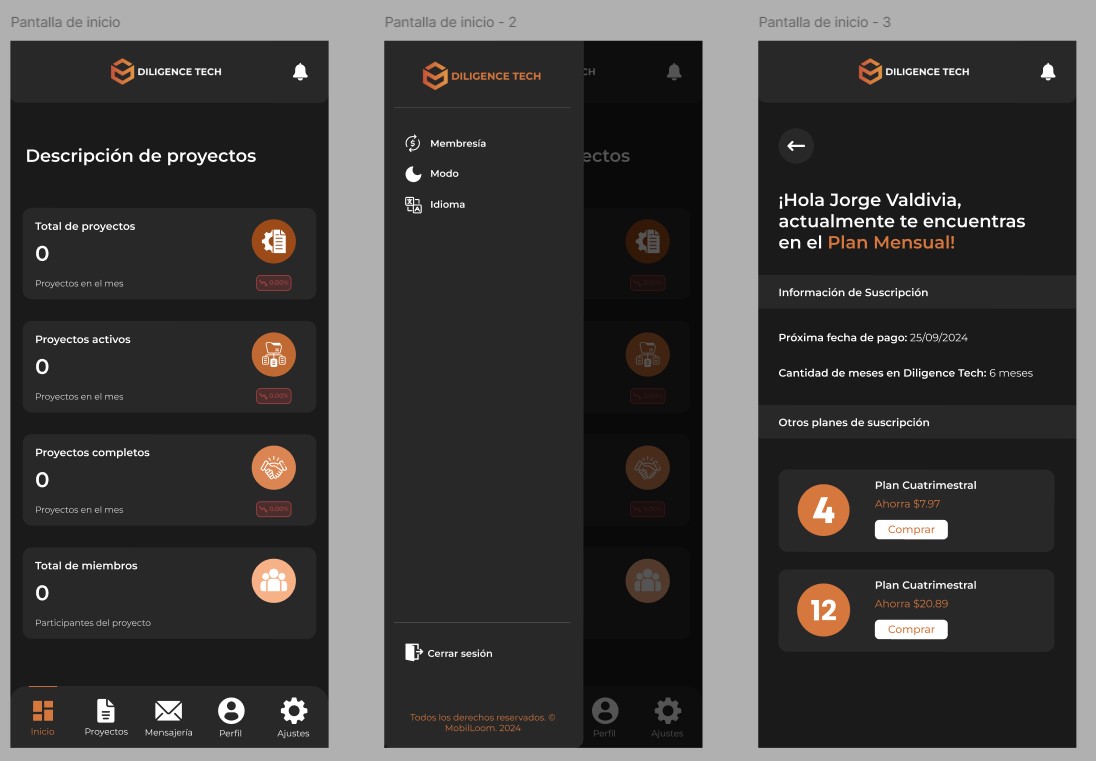 Pantalla de inicio
DILIGENCE TECH
Descripción de proyectos
Total de proyectos
0
Proyectos en el mes
0.00%
Proyectos activos
0
Proyectos en el mes
0.00%
Proyectos completos
0
Proyectos en el mes
0.00%
Total de miembros
0
Participantes del proyecto
Inicio
Proyectos
Mensajería
Perfil
Ajustes
Pantalla de inicio - 2
DILIGENCE TECH
CH
Membresía
Modo
Idioma
ectos
Cerrar sesión
Todos los derechos reservados. ©
MobilLoom. 2024
Perfil
Ajustes
Pantalla de inicio - 3
DILIGENCE TECH
¡Hola Jorge Valdivia,
actualmente te encuentras
en el Plan Mensual!
Información de Suscripción
Próxima fecha de pago: 25/09/2024
Cantidad de meses en Diligence Tech: 6 meses
Otros planes de suscripción
4
Plan Cuatrimestral
Ahorra $7.97
Comprar
12
Plan Cuatrimestral
Ahorra $20.89
Comprar